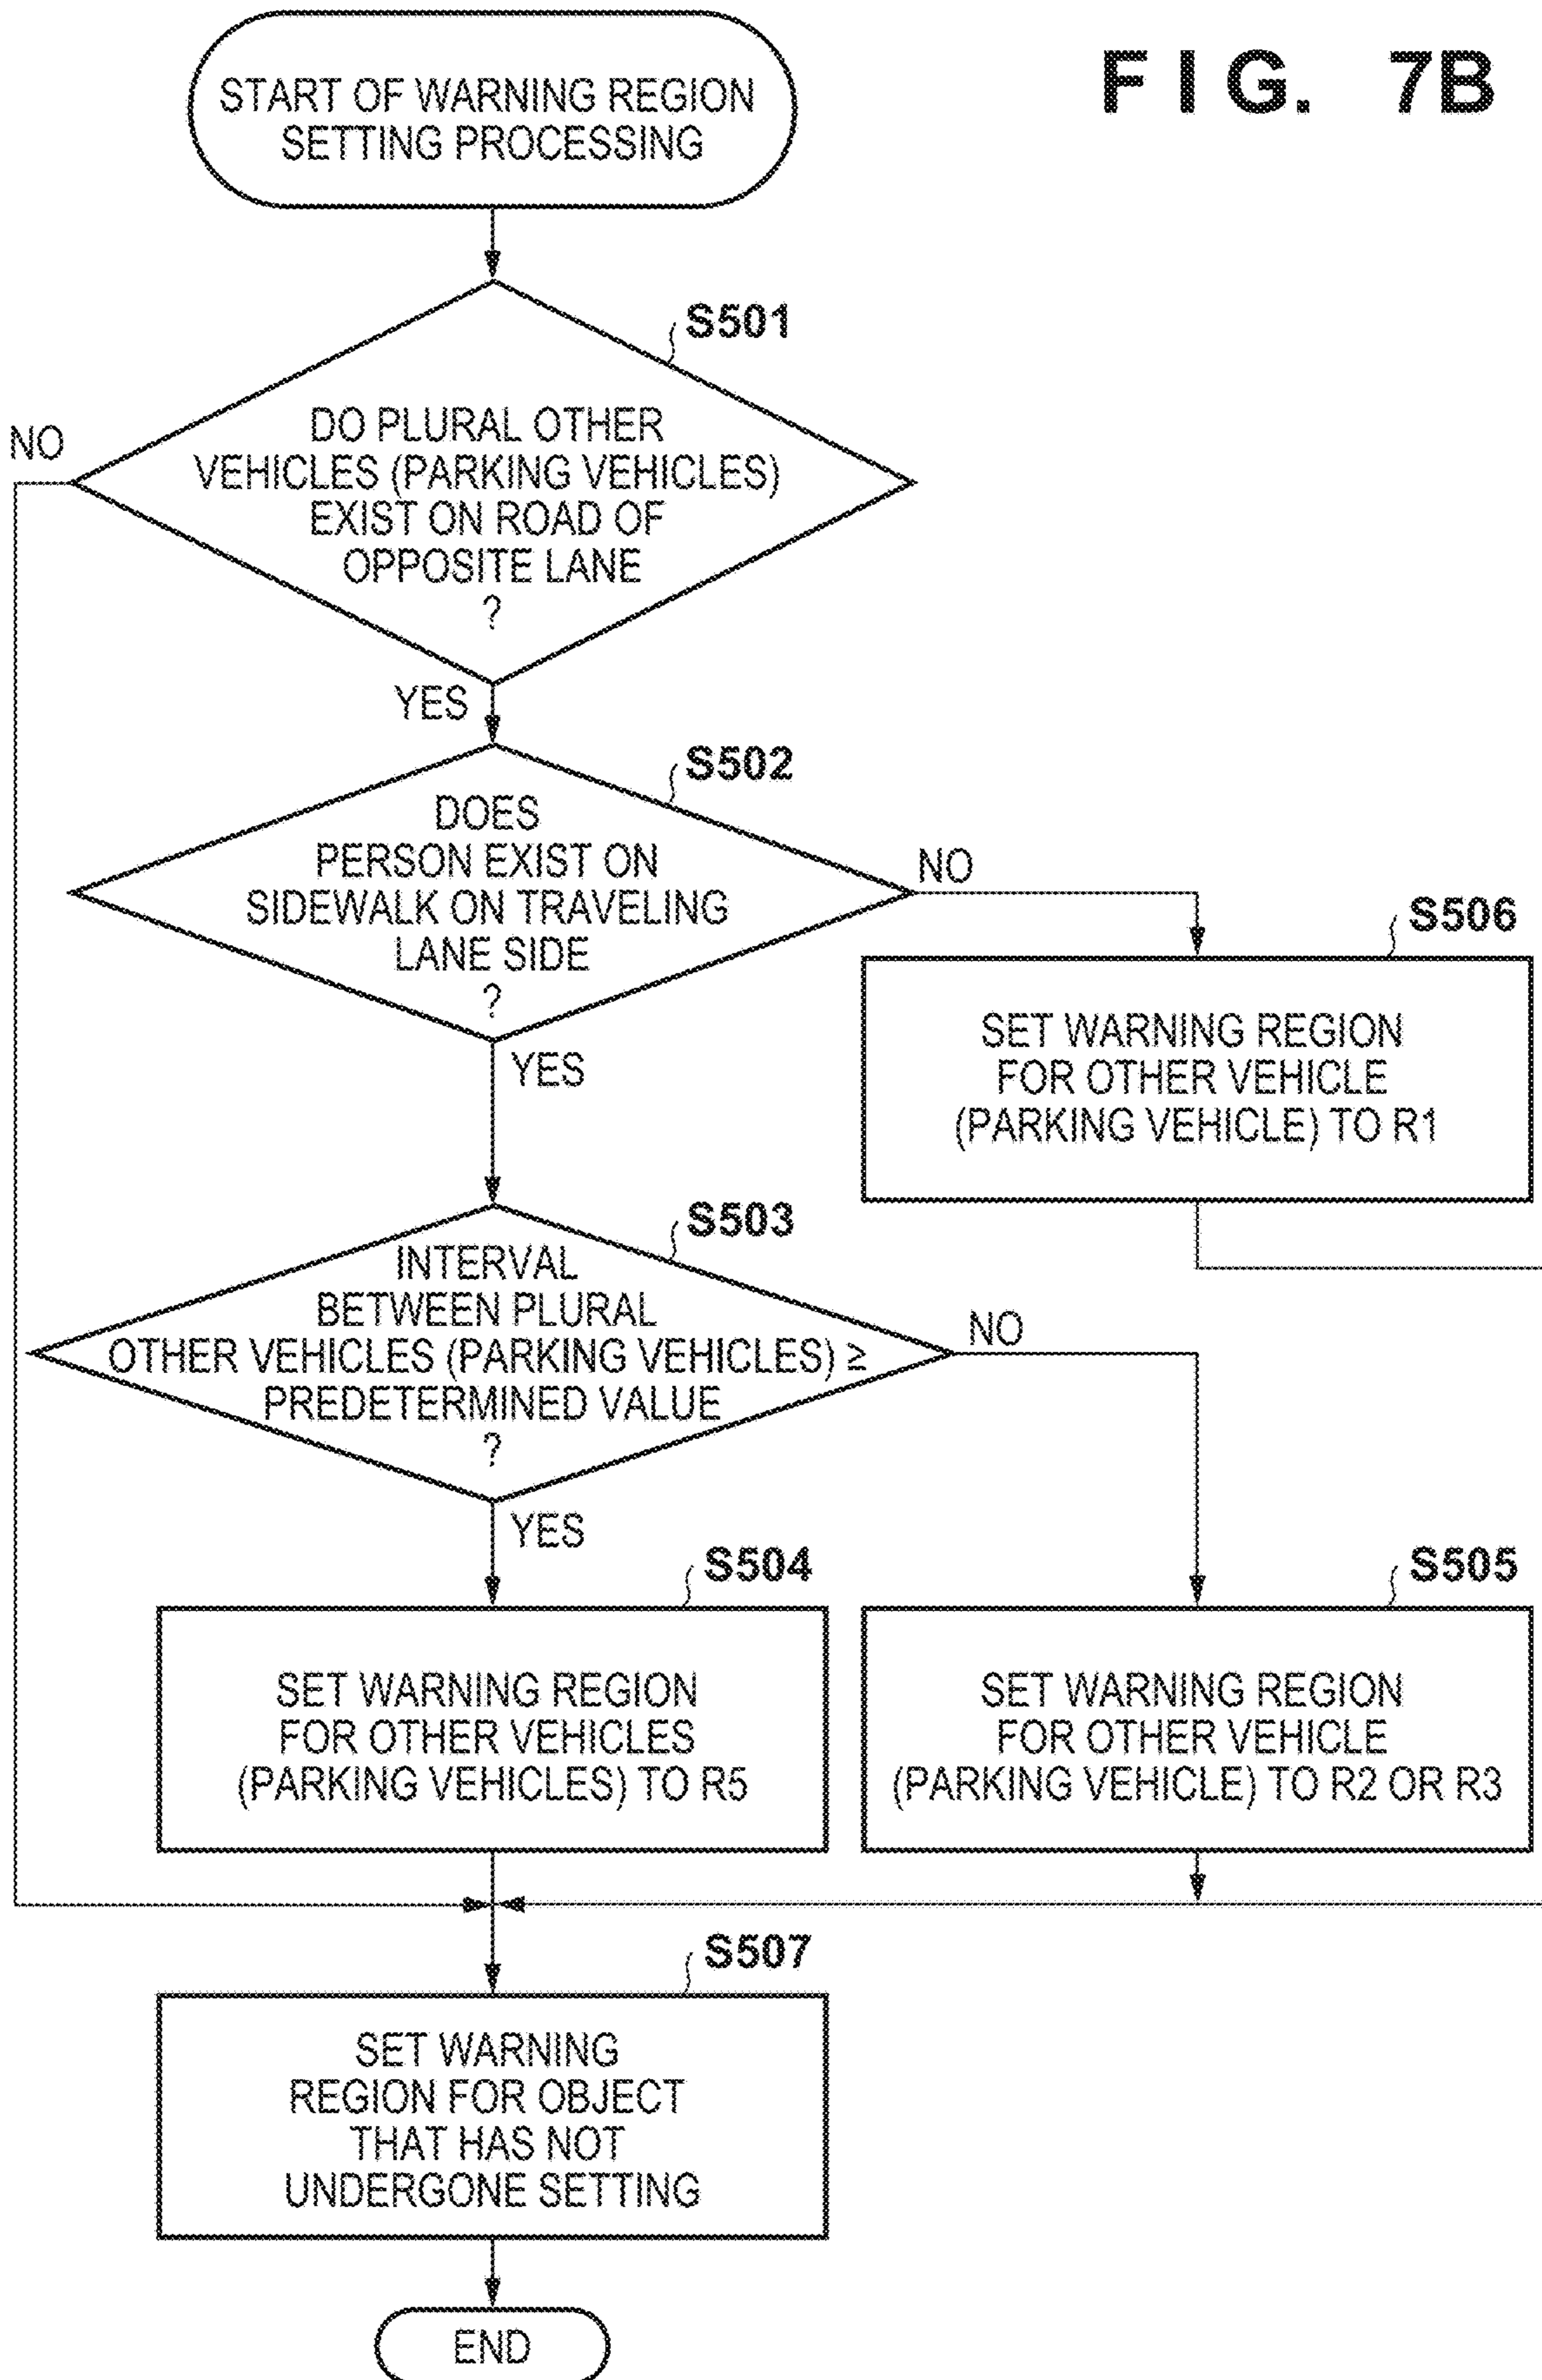 FIG. 7B
START OF WARNING REGION
SETTING PROCESSING
S501
DO PLURAL OTHER
VEHICLES (PARKING VEHICLES)
EXIST ON ROAD OF
OPPOSITE LANE
?
NO
YES
S502
DOES
PERSON EXIST ON
SIDEWALK ON TRAVELING
LANE SIDE
?
NO
YES
S506
SET WARNING REGION
FOR OTHER VEHICLE
(PARKING VEHICLE) TO R1
S503
INTERVAL
BETWEEN PLURAL
OTHER VEHICLES (PARKING VEHICLES) ≥
PREDETERMINED VALUE
?
NO
YES
S504
SET WARNING REGION
FOR OTHER VEHICLES
(PARKING VEHICLES) TO R5
S505
SET WARNING REGION
FOR OTHER VEHICLE
(PARKING VEHICLE) TO R2 OR R3
S507
SET WARNING
REGION FOR OBJECT
THAT HAS NOT
UNDERGONE SETTING
END